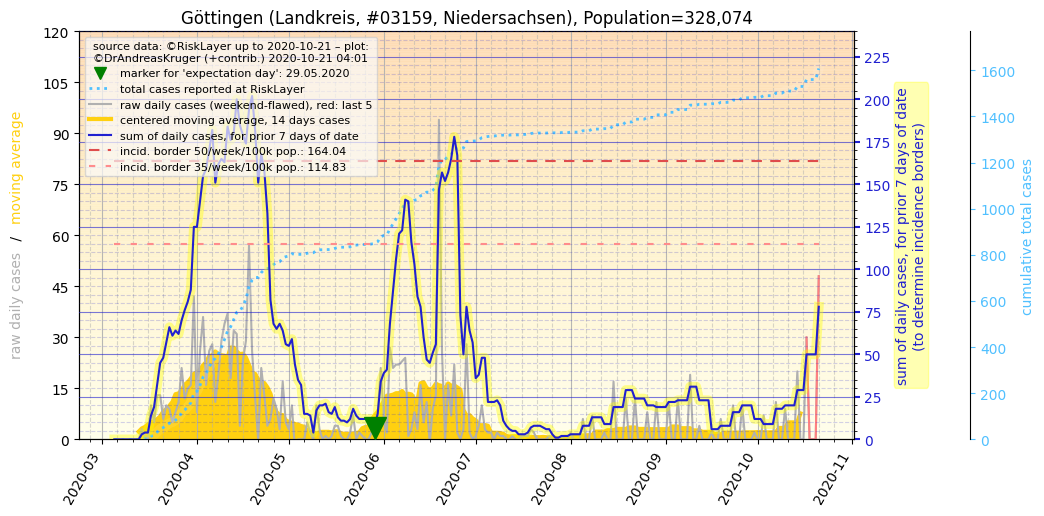 Göttingen (Landkreis, #03159, Niedersachsen), Population=328,074
source data: ©RiskLayer up to 2020-10-21 – plot:
©DrAndreasKruger (+contrib.) 2020-10-21 04:01
marker for 'expectation day': 29.05.2020
total cases reported at RiskLayer
raw daily cases (weekend-flawed), red: last 5
centered moving average, 14 days cases
sum of daily cases, for prior 7 days of date
incid. border 50/week/100k pop.: 164.04
incid. border 35/week/100k pop.: 114.83
raw daily cases / moving average
120
105
90
75
60
45
30
15
0
2020-03
2020-04
2020-05
2020-06
2020-07
2020-08
2020-09
2020-10
2020-11
225
200
175
150
125
100
75
50
25
0
sum of daily cases, for prior 7 days of date
(to determine incidence borders)
1600
1400
1200
1000
800
600
400
200
0
cumulative total cases